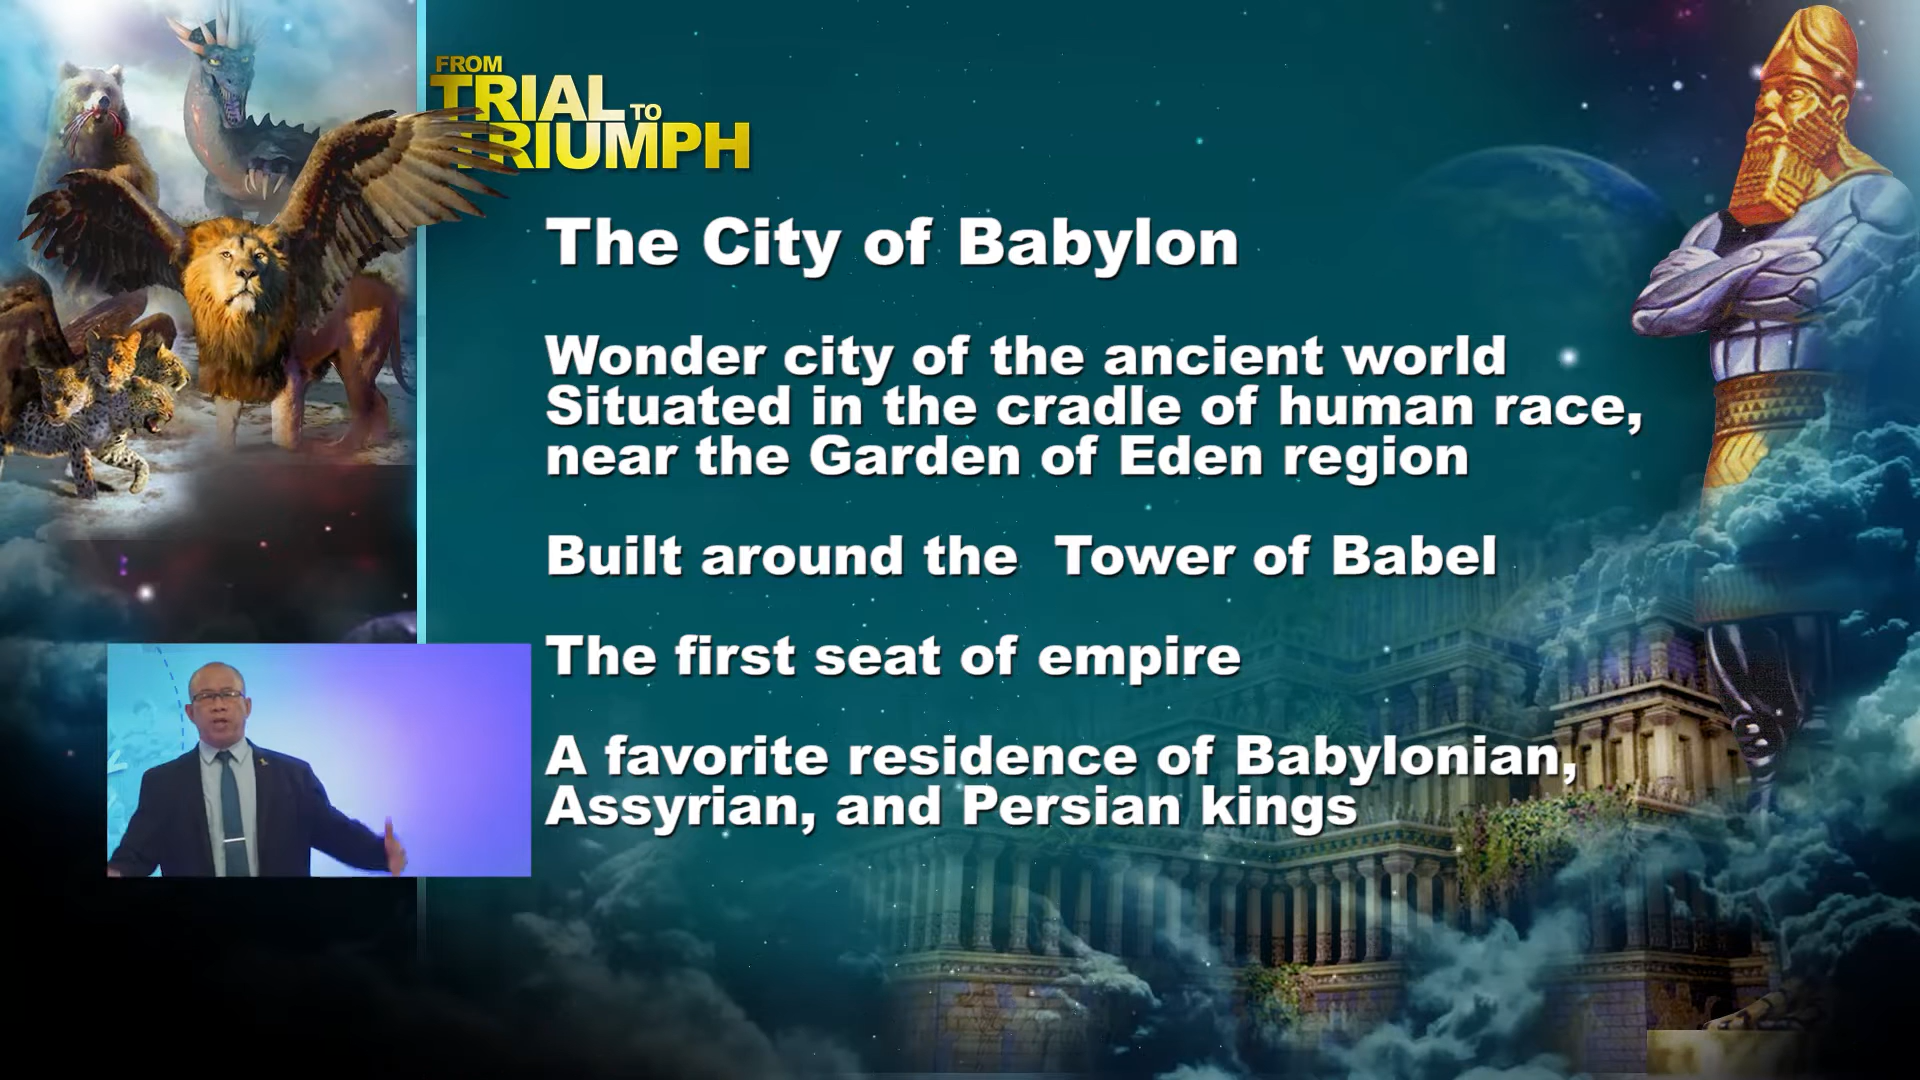 FROM
TRIAL TO
TRIUMPH
The City of Babylon
Wonder city of the ancient world
Situated in the cradle of human race,
near the Garden of Eden region
Built around the  Tower of Babel
The first seat of empire
A favorite residence of Babylonian,
Assyrian, and Persian kings